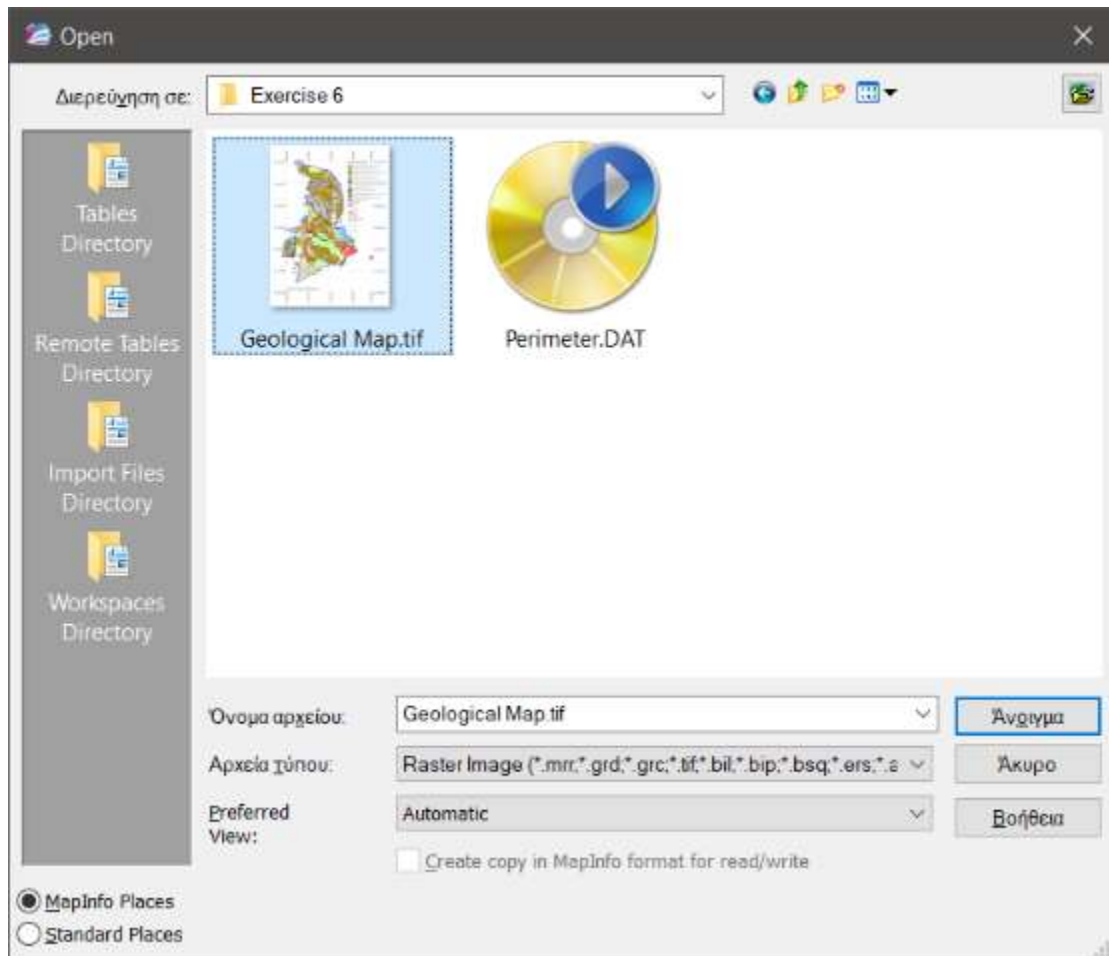 Open
Διερεύνηση σε:
Exercise 6
Tables
Directory
Remote Tables
Directory
Import Files
Directory
Workspaces
Directory
Geological Map.tif
Perimeter.DAT
Όνομα αρχείου:
Geological Map.tif
Άνοιγμα
Αρχεία τύπου:
Raster Image (*.mrr;*.grd;*.grc;*.tif;*.bil;*.bip;*.bsq;*.ers;*.a
Άκυρο
Preferred
View:
Automatic
Βοήθεια
Create copy in MapInfo format for read/write
MapInfo Places
Standard Places